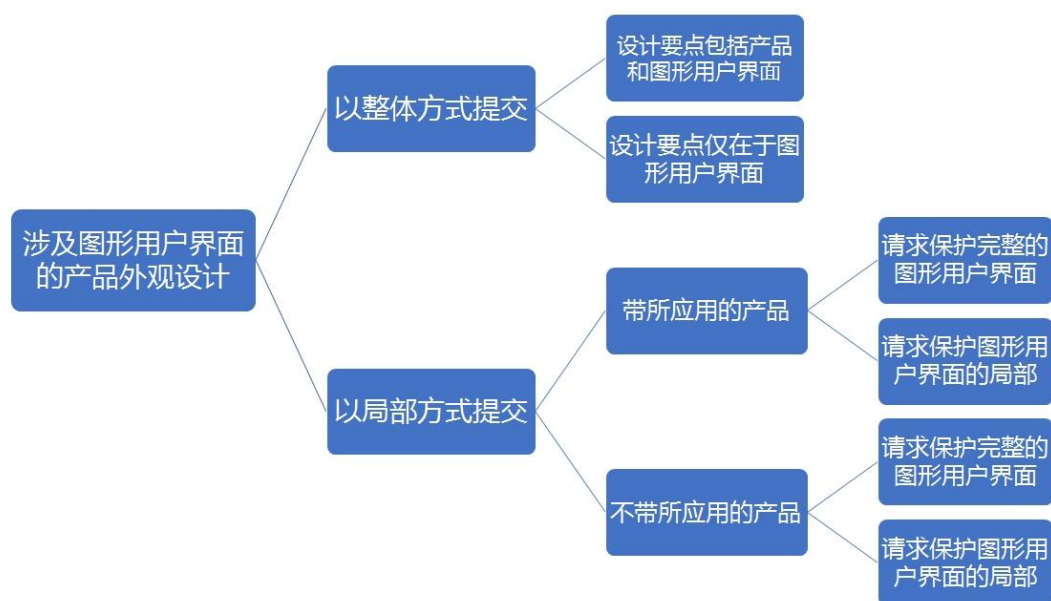 涉及图形用户界面
的产品外观设计
以整体方式提交
设计要点包括产品
和图形用户界面
设计要点仅在于图
形用户界面
以局部方式提交
带所应用的产品
请求保护完整的
图形用户界面
请求保护图形用
户界面的局部
不带所应用的产品
请求保护完整的
图形用户界面
请求保护图形用
户界面的局部